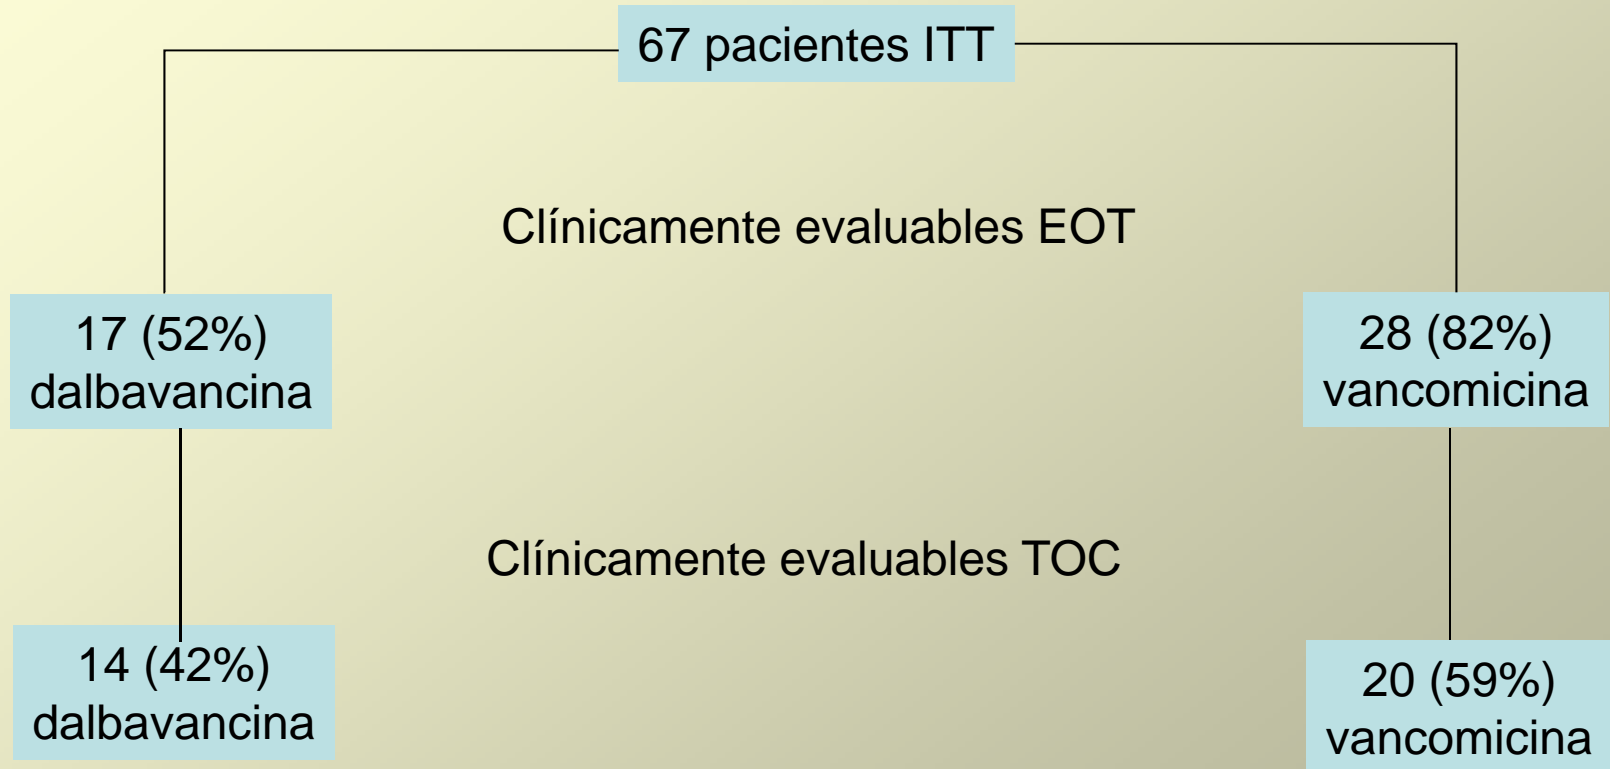 67 pacientes ITT
Clínicamente evaluables EOT
17 (52%)
dalbavancina
28 (82%)
vancomicina
Clínicamente evaluables TOC
14 (42%)
dalbavancina
20 (59%)
vancomicina